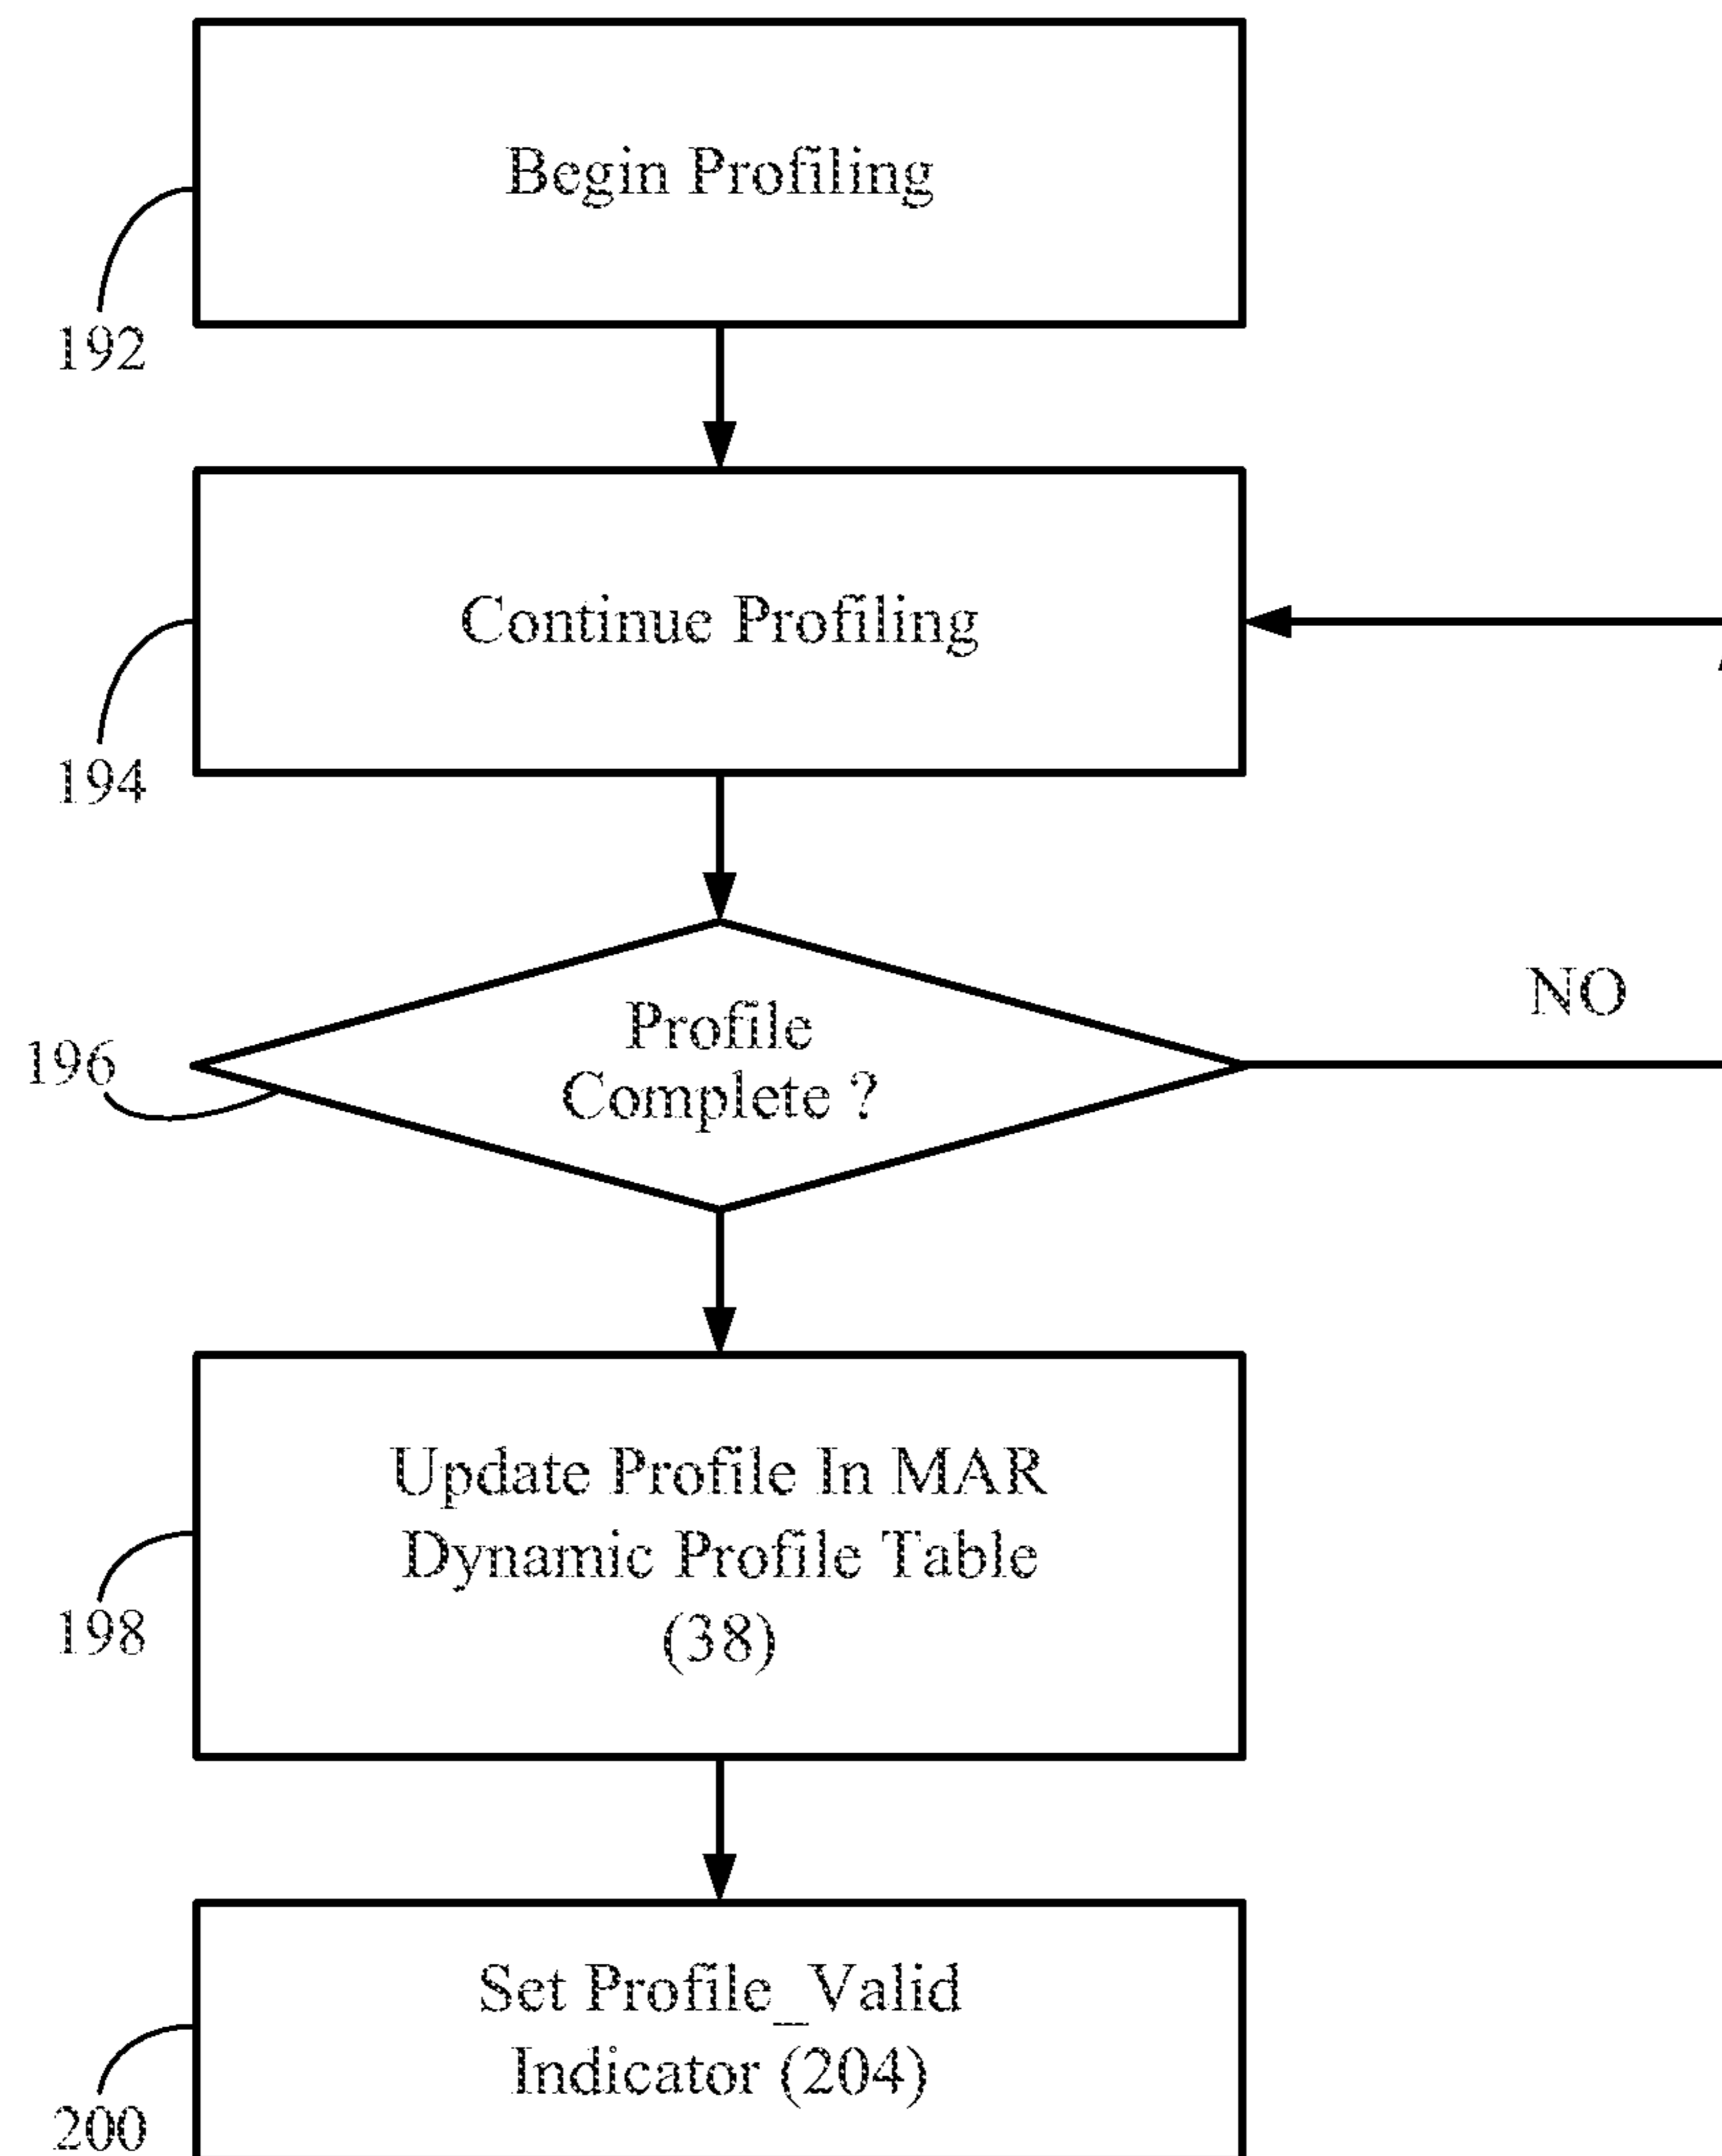 Begin Profiling
192
Continue Profiling
194
NO
Profile
Complete ?
196
Update Profile In MAR
Dynamic Profile Table
(38)
198
Set Profile_Valid
Indicator (204)
200